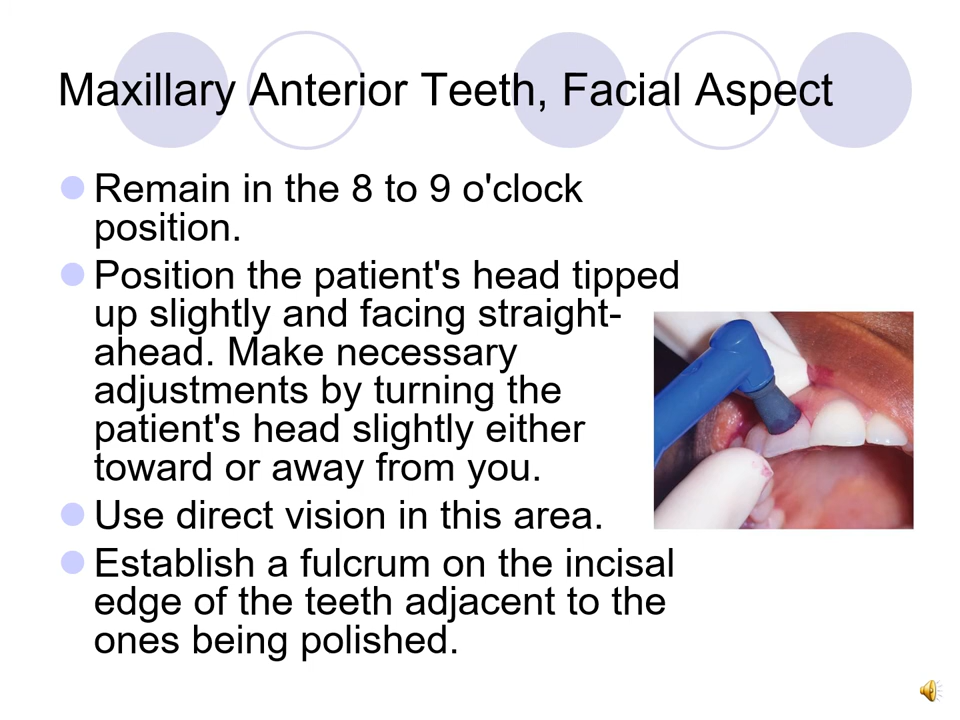 Maxillary Anterior Teeth, Facial Aspect
Remain in the 8 to 9 o'clock
position.
Position the patient's head tipped
up slightly and facing straight-
ahead. Make necessary
adjustments by turning the
patient's head slightly either
toward or away from you.
Use direct vision in this area.
Establish a fulcrum on the incisal
edge of the teeth adjacent to the
ones being polished.